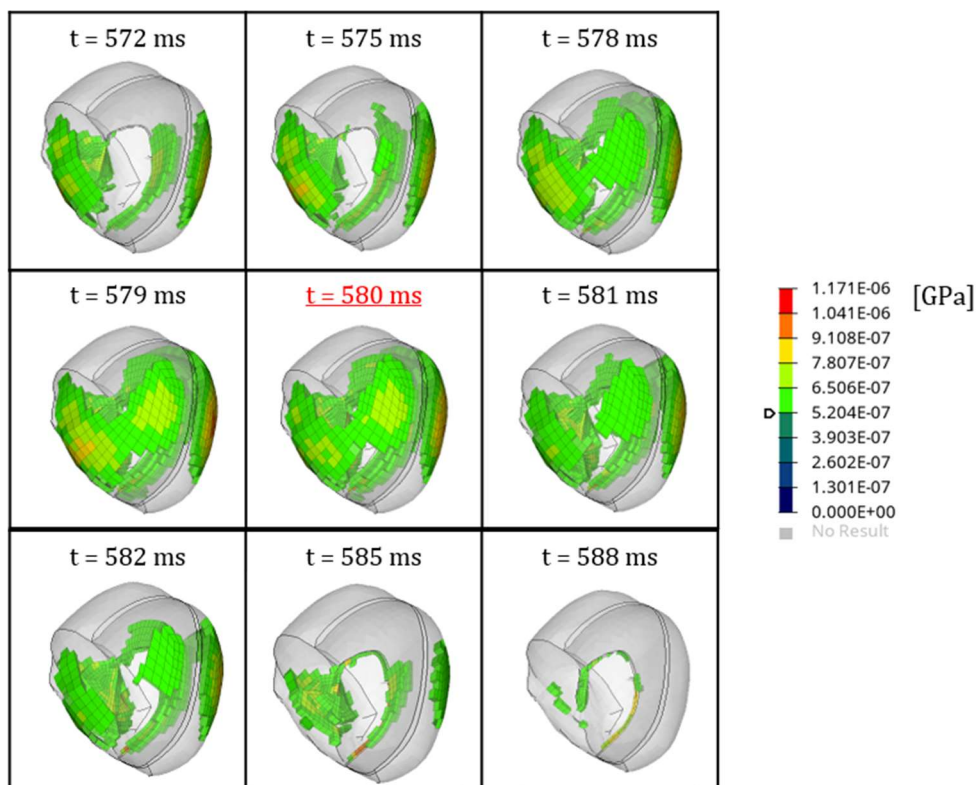 t = 572 ms
t = 575 ms
t = 578 ms
t = 579 ms
t = 580 ms
t = 581 ms
t = 582 ms
t = 585 ms
t = 588 ms
1.171E-06 [GPa]
1.041E-06
9.108E-07
7.807E-07
6.506E-07
5.204E-07
3.903E-07
2.602E-07
1.301E-07
0.000E+00
No Result